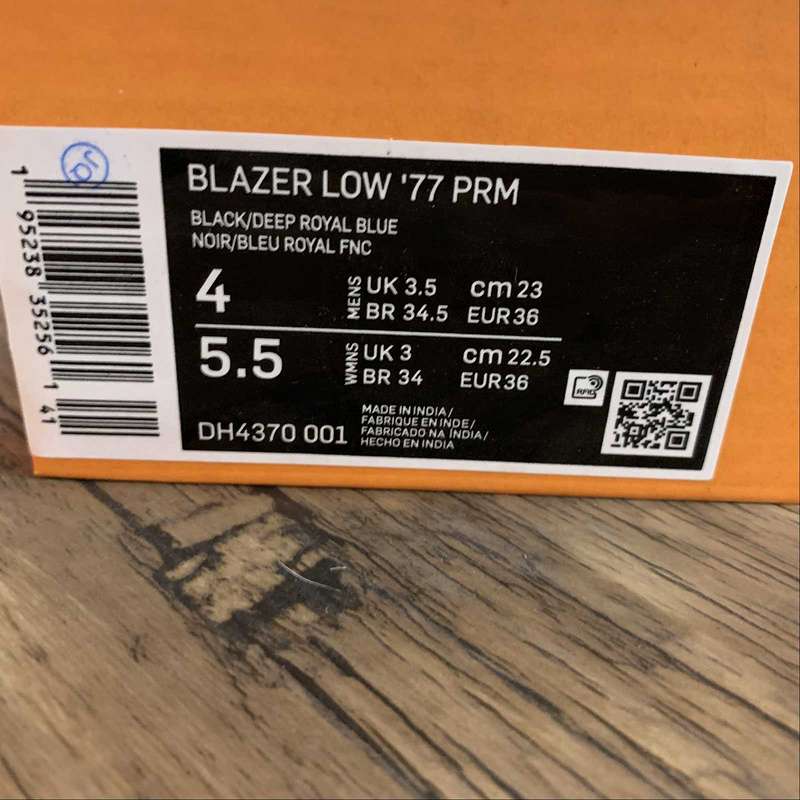 BLAZER LOW '77 PRM
BLACK/DEEP ROYAL BLUE
NOIR/BLEU ROYAL FNC
4
MENS
UK 3.5 cm 23
BR 34.5 EUR 36
5.5
WMNS
UK 3 cm 22.5
BR 34 EUR 36
DH4370 001
MADE IN INDIA/
FABRIQUE EN INDE/
FABRICADO NA ÍNDIA/
HECHO EN INDIA
RFID
1 95238 35256 1 41